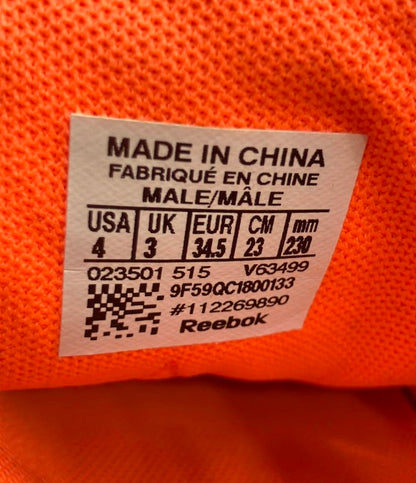 MADE IN CHINA
FABRIQUÉ EN CHINE
MALE/MÂLE
USA UK EUR CM mm
4 3 34.5 23 230
023501 515 V63499
9F59QC1800133
#112269890
Reebok